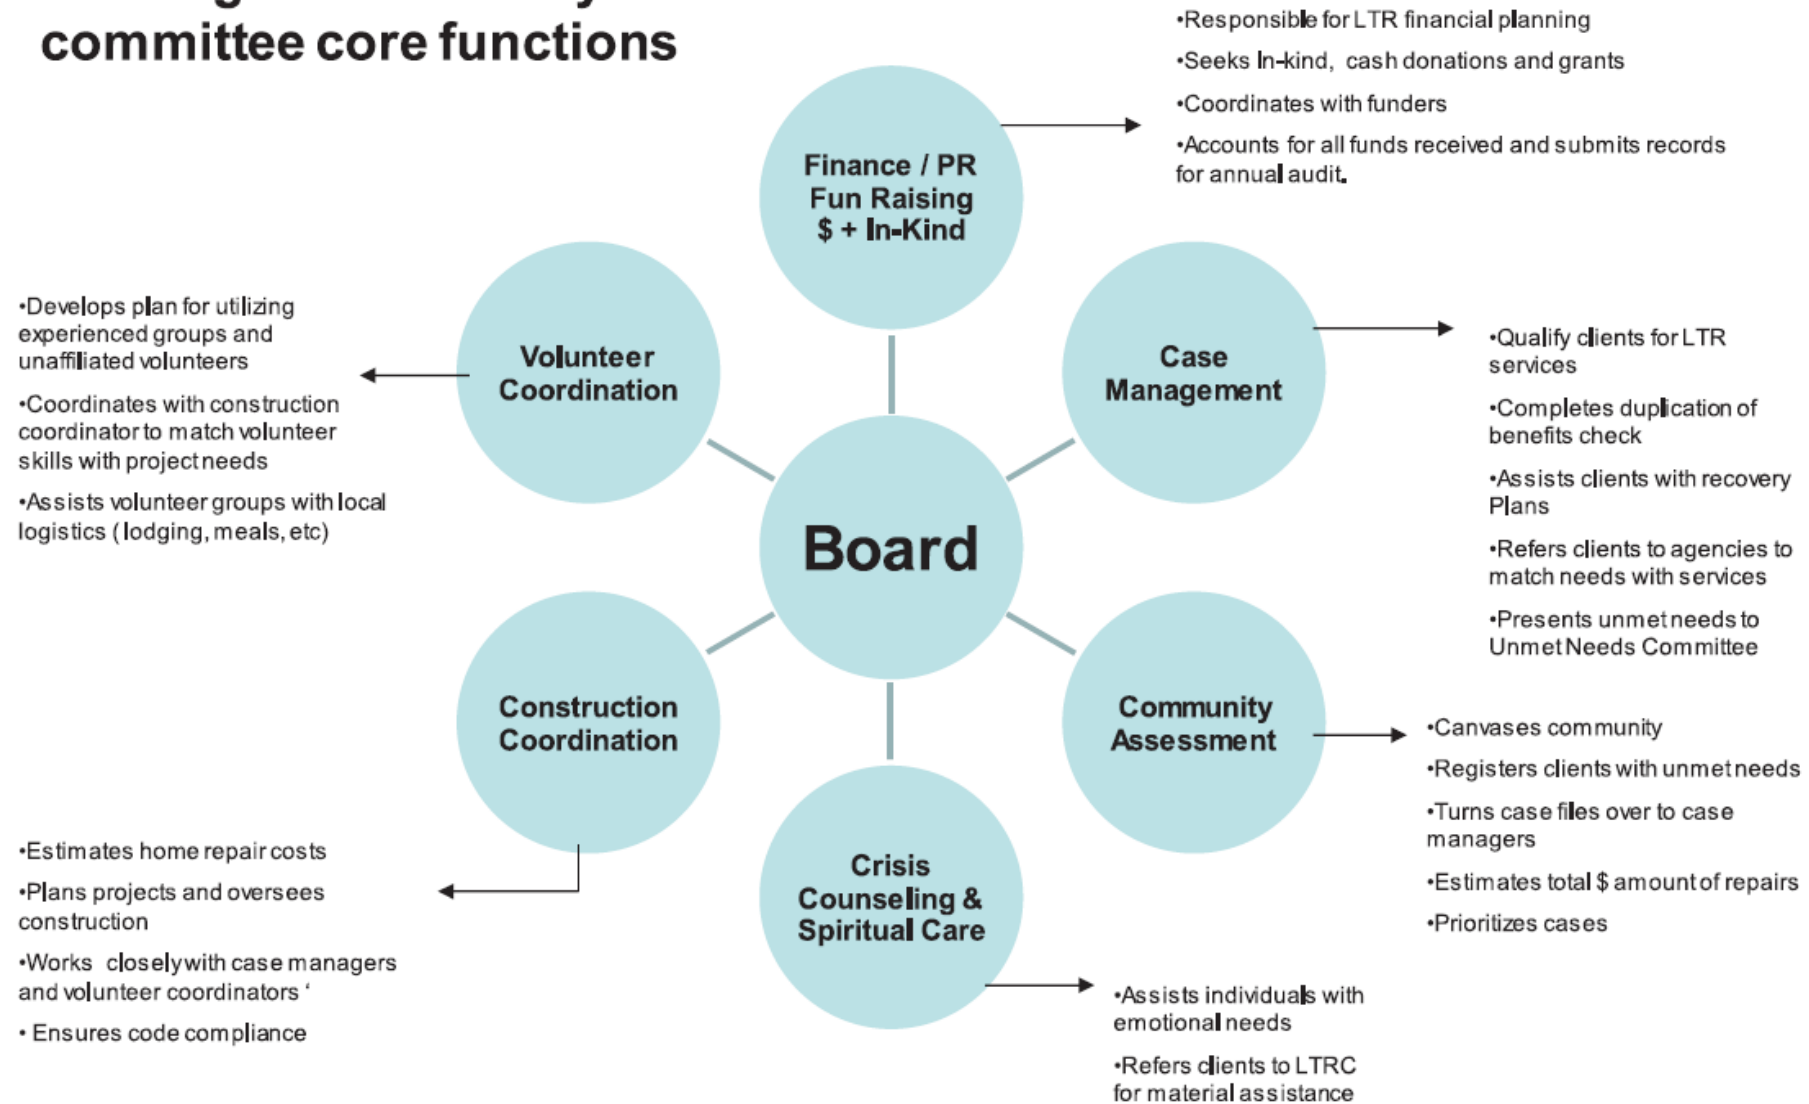 committee core functions
•Responsible for LTR financial planning
•Seeks In-kind, cash donations and grants
•Coordinates with funders
•Accounts for all funds received and submits records
for annual audit.
Finance / PR
Fun Raising
$ + In-Kind
Volunteer
Coordination
•Develops plan for utilizing
experienced groups and
unaffiliated volunteers
•Coordinates with construction
coordinator to match volunteer
skills with project needs
•Assists volunteer groups with local
logistics ( lodging, meals, etc)
Case
Management
•Qualify clients for LTR
services
•Completes duplication of
benefits check
•Assists clients with recovery
Plans
•Refers clients to agencies to
match needs with services
•Presents unmet needs to
Unmet Needs Committee
Board
Construction
Coordination
•Estimates home repair costs
•Plans projects and oversees
construction
•Works closely with case managers
and volunteer coordinators ‘
• Ensures code compliance
Community
Assessment
•Canvases community
•Registers clients with unmet needs
•Turns case files over to case
managers
•Estimates total $ amount of repairs
•Prioritizes cases
Crisis
Counseling &
Spiritual Care
•Assists individuals with
emotional needs
•Refers clients to LTRC
for material assistance